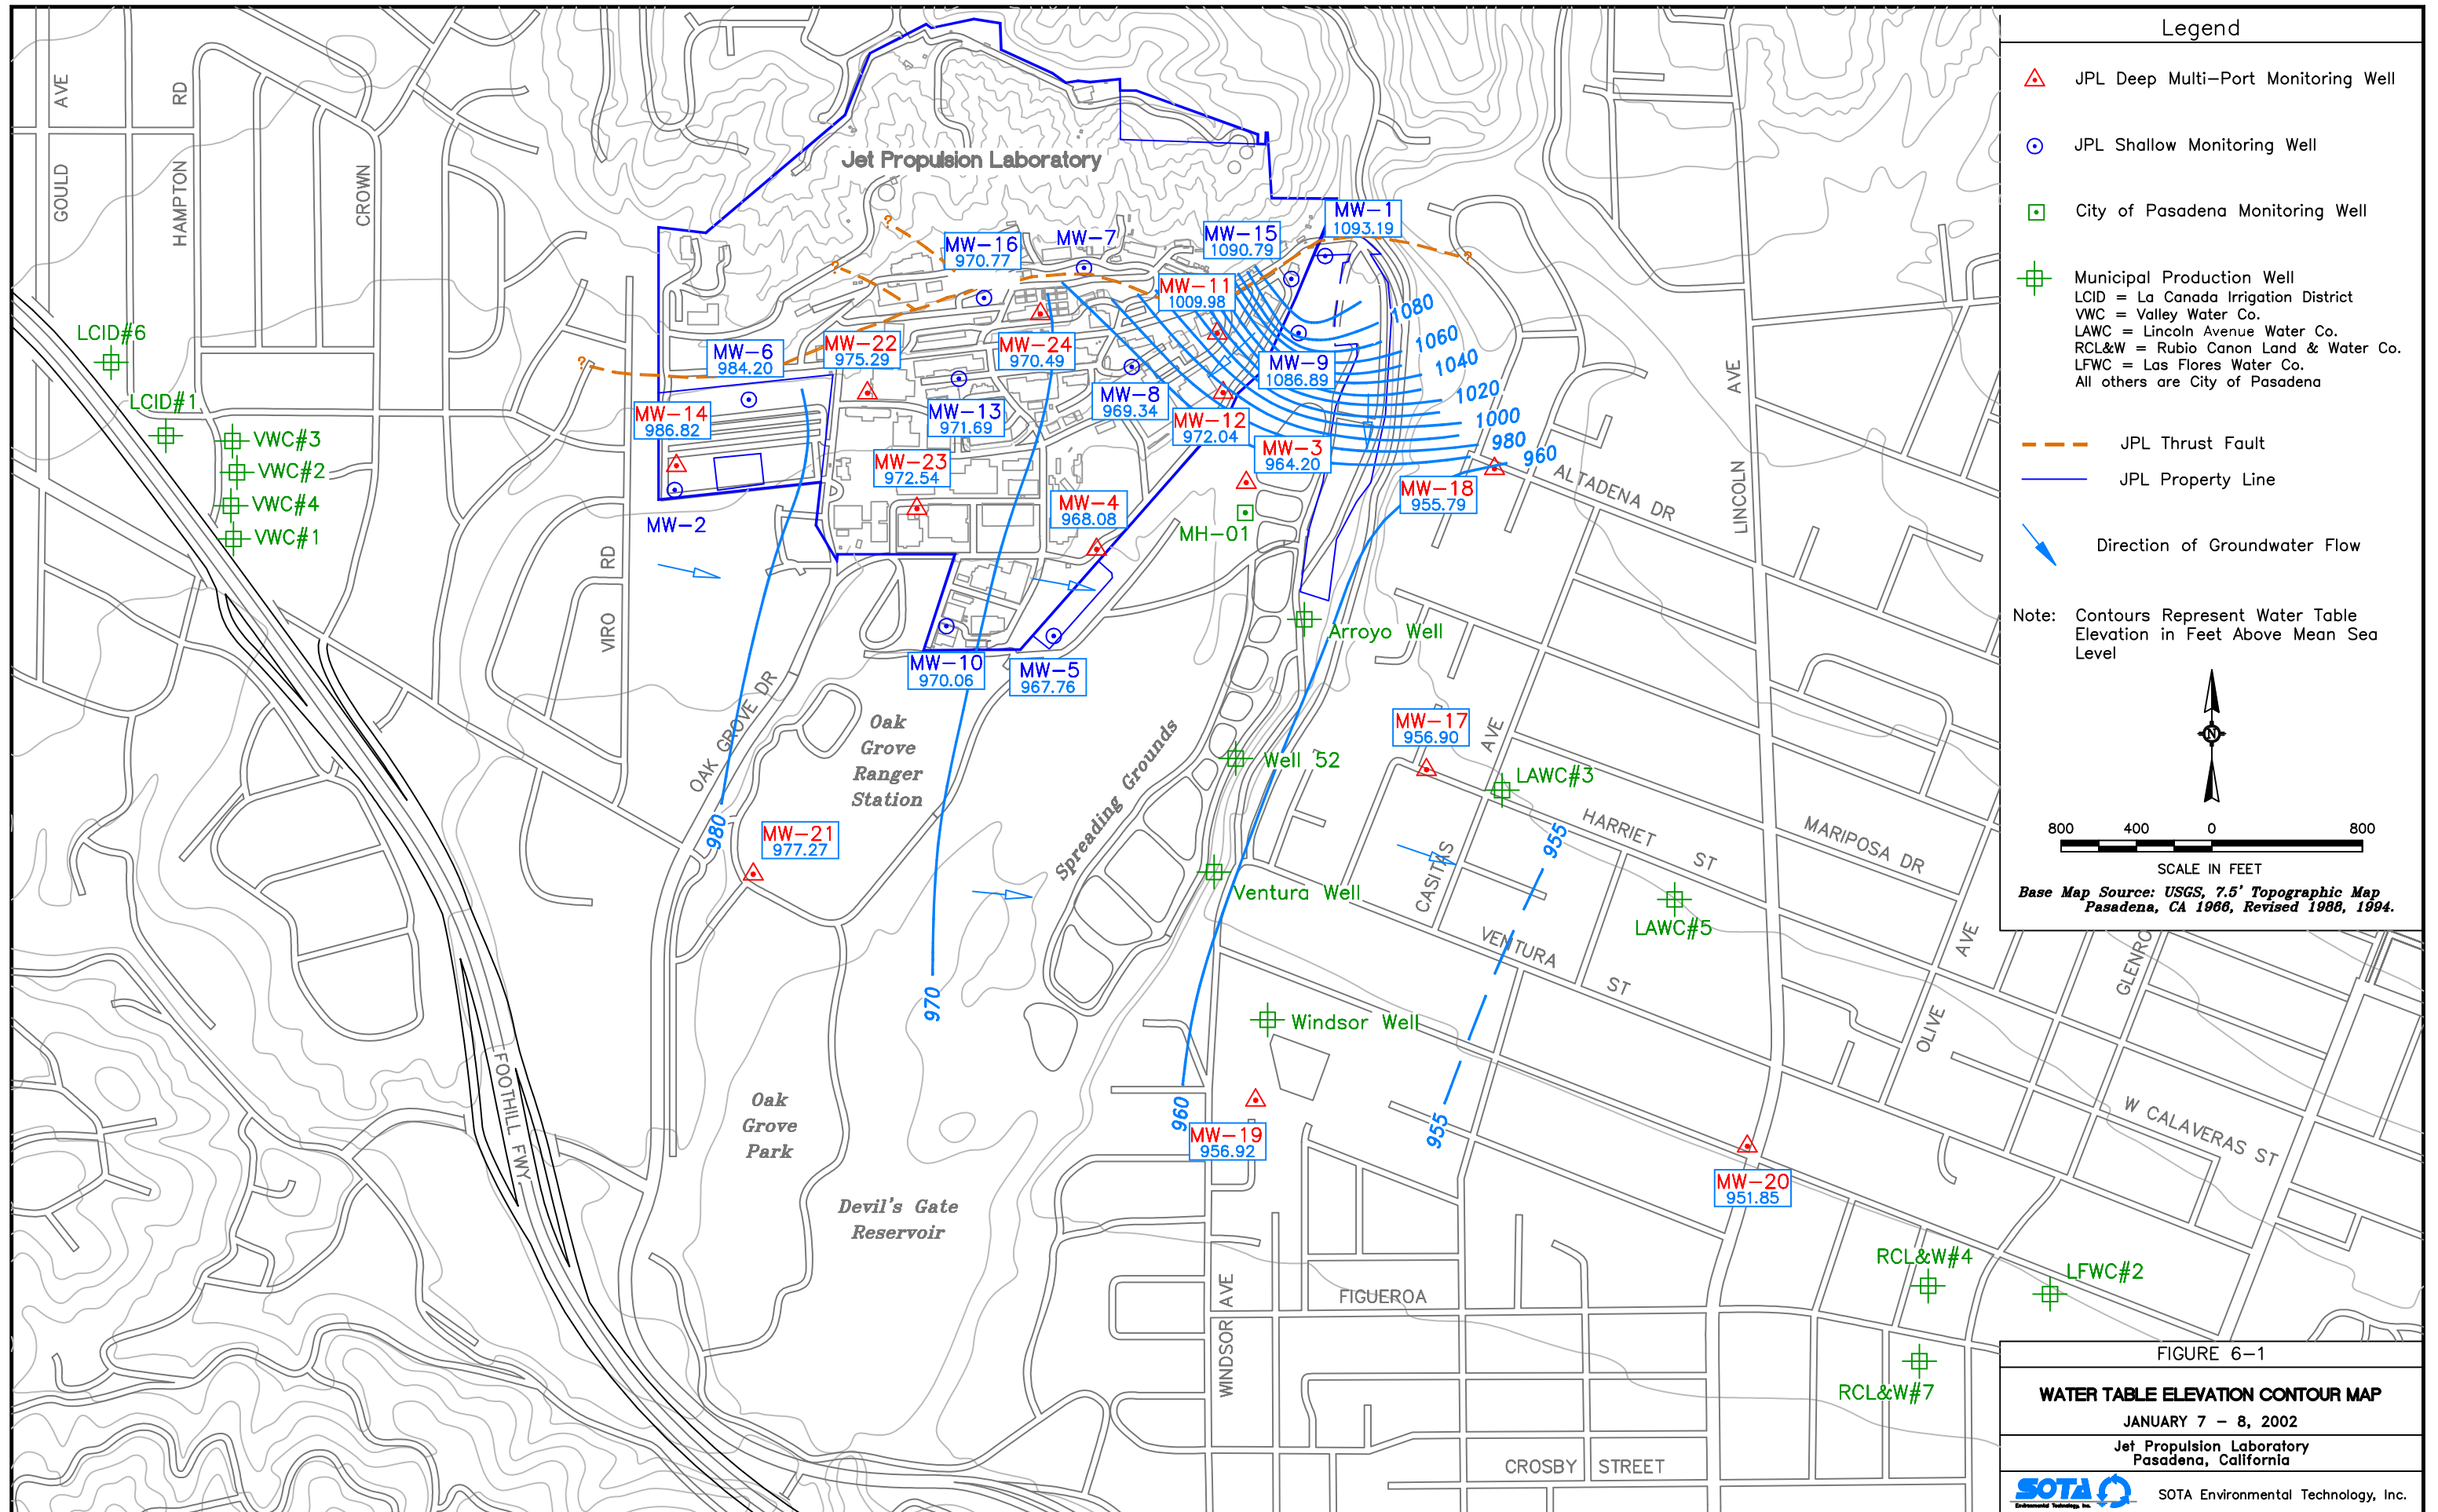 Legend
JPL Deep Multi-Port Monitoring Well
JPL Shallow Monitoring Well
City of Pasadena Monitoring Well
Municipal Production Well
LCID = La Canada Irrigation District
VWC = Valley Water Co.
LAWC = Lincoln Avenue Water Co.
RCL&W = Rubio Canon Land & Water Co.
LFWC = Las Flores Water Co.
All others are City of Pasadena
JPL Thrust Fault
JPL Property Line
Direction of Groundwater Flow
Note: Contours Represent Water Table
Elevation in Feet Above Mean Sea
Level
N
800 400 0 800
SCALE IN FEET
Base Map Source: USGS, 7.5' Topographic Map
Pasadena, CA 1966, Revised 1988, 1994.
GOULD AVE
HAMPTON RD
CROWN
Jet Propulsion Laboratory
MW-1
1093.19
MW-15
1090.79
MW-7
MW-16
970.77
MW-11
1009.98
?
?
?
?
LCID#6
LCID#1
VWC#3
VWC#2
VWC#4
VWC#1
MW-6
984.20
MW-22
975.29
MW-24
970.49
MW-9
1086.89
MW-14
986.82
MW-13
971.69
MW-8
969.34
MW-12
972.04
MW-3
964.20
MW-23
972.54
MW-4
968.08
MW-18
955.79
MW-2
MH-01
1080
1060
1040
1020
1000
980
960
ALTADENA DR
LINCOLN AVE
VIRO RD
Arroyo Well
MW-10
970.06
MW-5
967.76
OAK GROVE DR
Oak
Grove
Ranger
Station
Spreading Grounds
Well 52
MW-17
956.90
CASITAS AVE
LAWC#3
HARRIET ST
MARIPOSA DR
980
MW-21
977.27
955
Ventura Well
LAWC#5
VENTURA ST
970
Windsor Well
OLIVE AVE
GLENRO
FOOTHILL FWY
Oak
Grove
Park
960
955
MW-19
956.92
W CALAVERAS ST
MW-20
951.85
Devil's Gate
Reservoir
RCL&W#4
LFWC#2
FIGUEROA
WINDSOR AVE
RCL&W#7
CROSBY STREET
FIGURE 6-1
WATER TABLE ELEVATION CONTOUR MAP
JANUARY 7 - 8, 2002
Jet Propulsion Laboratory
Pasadena, California
SOTA
Environmental Technology, Inc.
SOTA Environmental Technology, Inc.